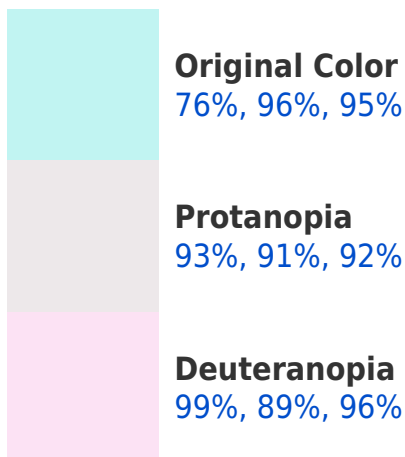 Original Color
76%, 96%, 95%
Protanopia
93%, 91%, 92%
Deuteranopia
99%, 89%, 96%